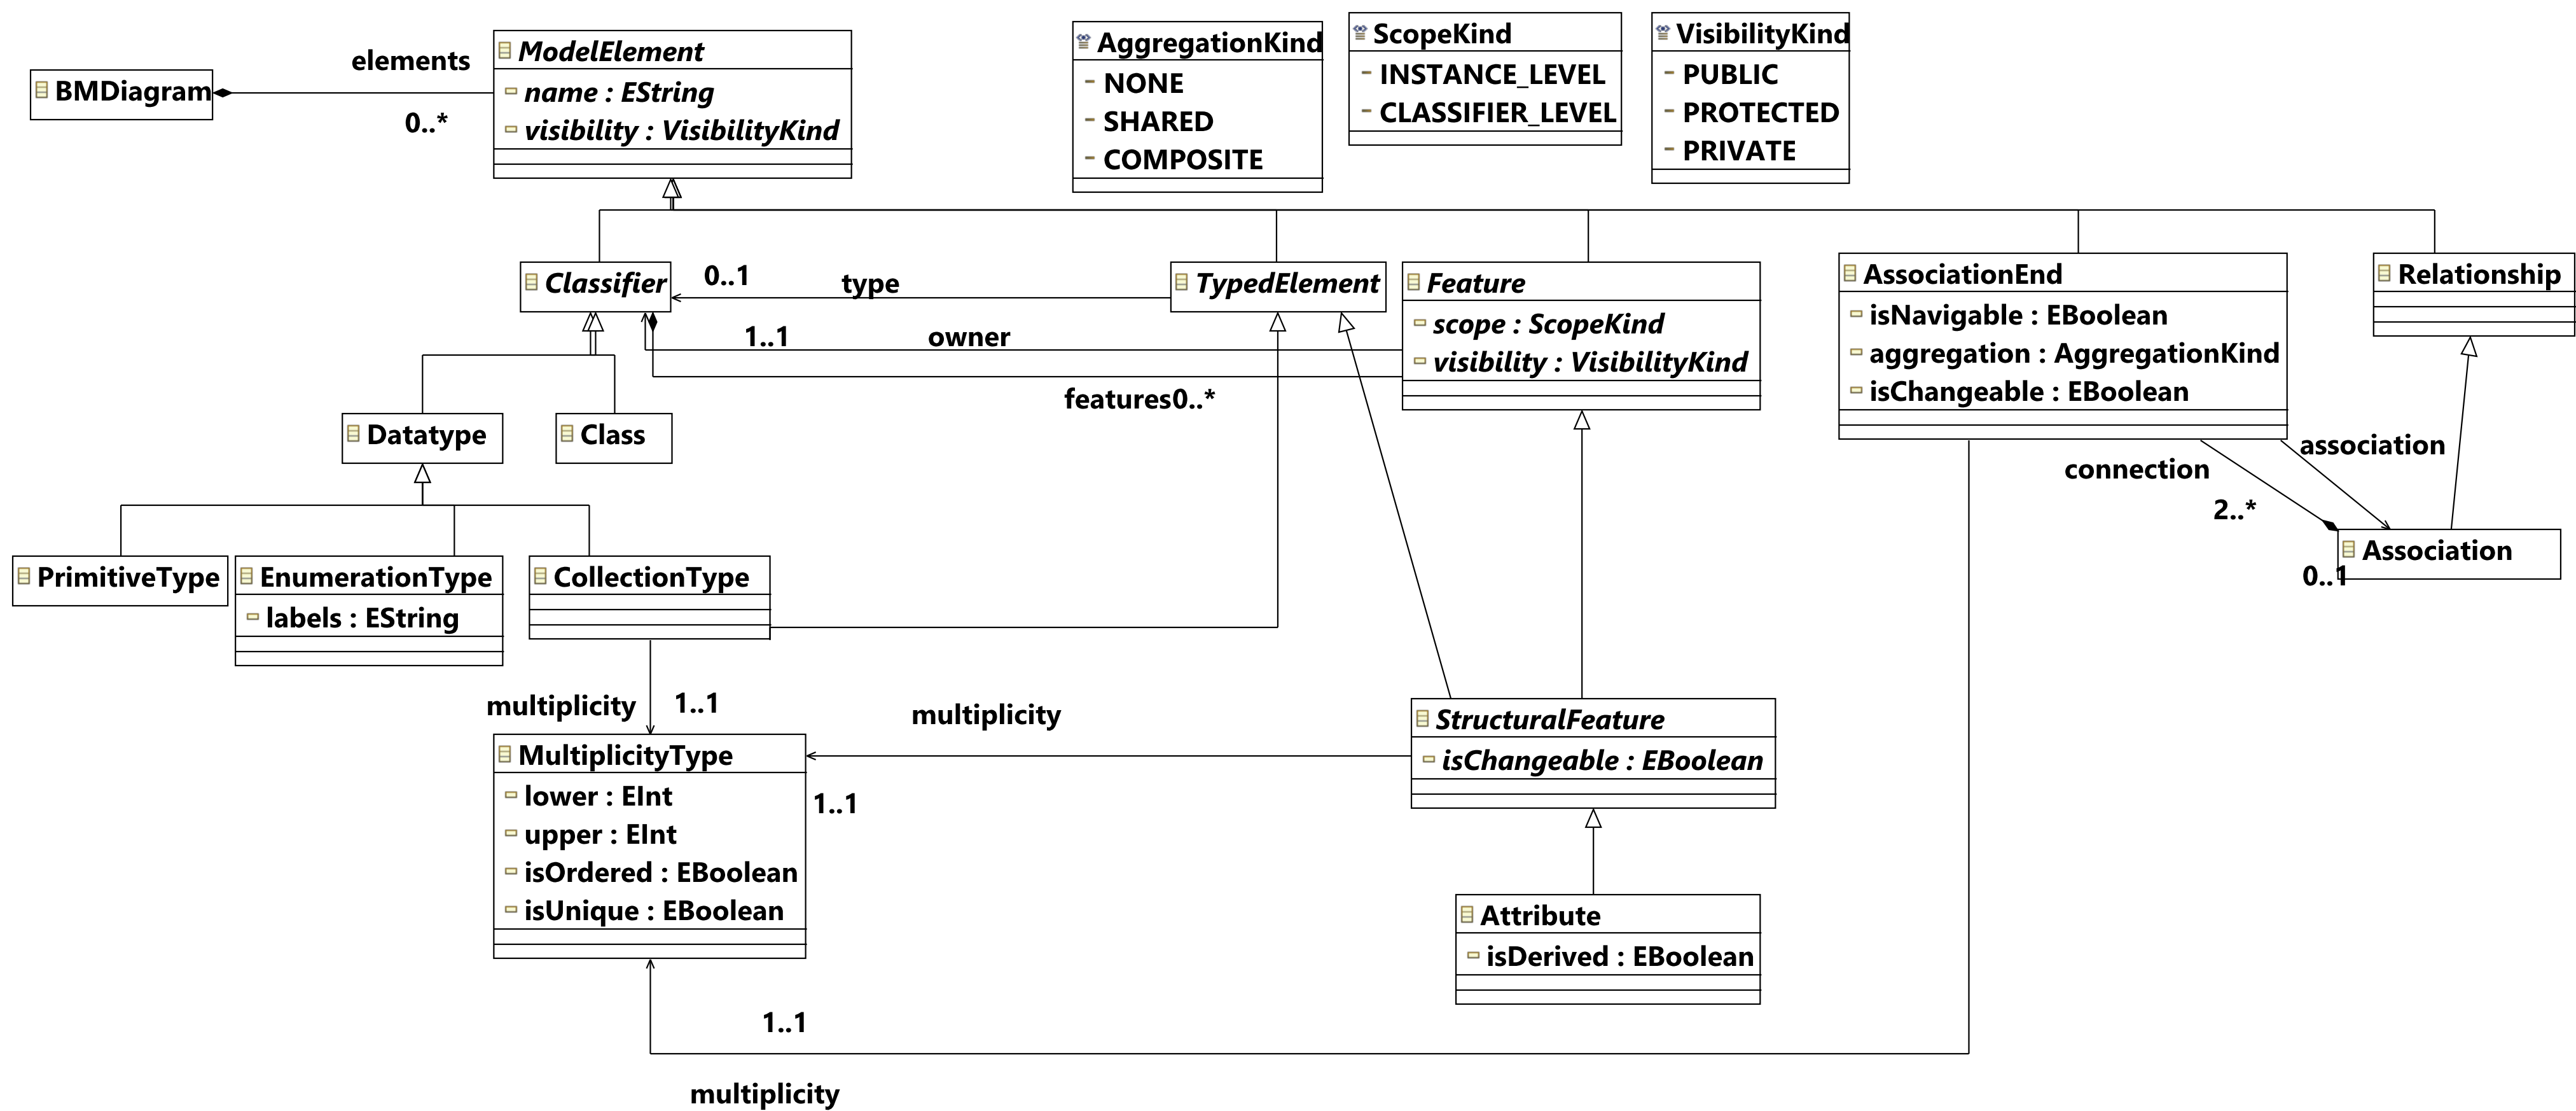 elements
BMDiagram
0..*
ModelElement
name : EString
visibility : VisibilityKind
AggregationKind
NONE
SHARED
COMPOSITE
ScopeKind
INSTANCE_LEVEL
CLASSIFIER_LEVEL
VisibilityKind
PUBLIC
PROTECTED
PRIVATE
Classifier
0..1
type
1..1
owner
features0..*
TypedElement
Feature
scope : ScopeKind
visibility : VisibilityKind
AssociationEnd
isNavigable : EBoolean
aggregation : AggregationKind
isChangeable : EBoolean
Relationship
Datatype
Class
association
connection
2..*
Association
0..1
PrimitiveType
EnumerationType
labels : EString
CollectionType
multiplicity
1..1
multiplicity
1..1
MultiplicityType
lower : EInt
upper : EInt
isOrdered : EBoolean
isUnique : EBoolean
StructuralFeature
isChangeable : EBoolean
Attribute
isDerived : EBoolean
1..1
multiplicity